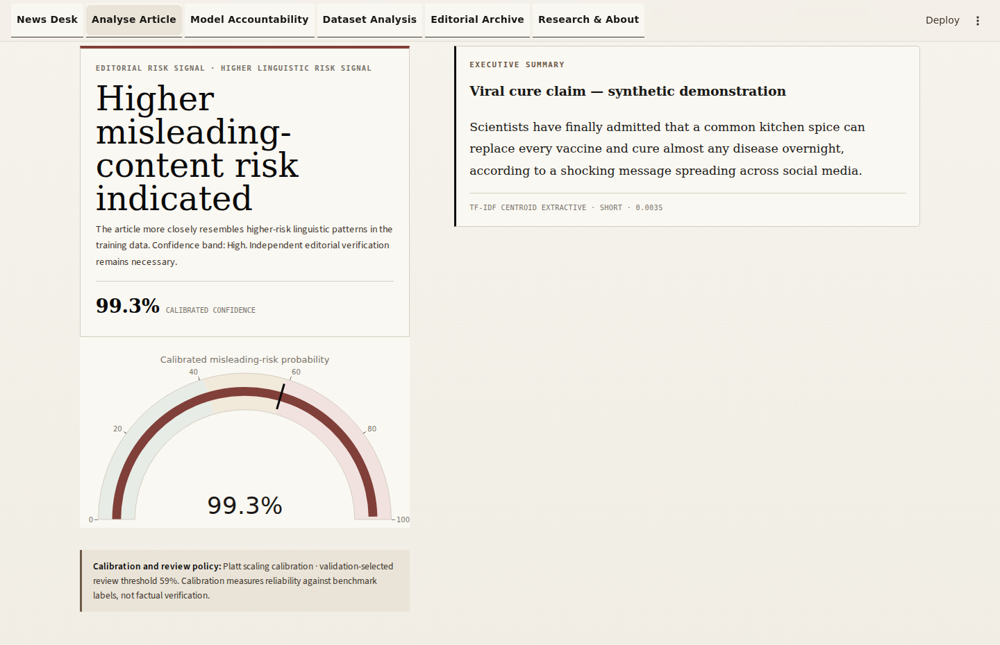 News Desk
Analyse Article
Model Accountability
Dataset Analysis
Editorial Archive
Research & About
Deploy
EDITORIAL RISK SIGNAL · HIGHER LINGUISTIC RISK SIGNAL
Higher
misleading-
content risk
indicated
The article more closely resembles higher-risk linguistic patterns in the
training data. Confidence band: High. Independent editorial verification
remains necessary.
99.3% CALIBRATED CONFIDENCE
Calibrated misleading-risk probability
0
20
40
60
80
100
99.3%
Calibration and review policy: Platt scaling calibration · validation-selected
review threshold 59%. Calibration measures reliability against benchmark
labels, not factual verification.
EXECUTIVE SUMMARY
Viral cure claim — synthetic demonstration
Scientists have finally admitted that a common kitchen spice can
replace every vaccine and cure almost any disease overnight,
according to a shocking message spreading across social media.
TF-IDF CENTROID EXTRACTIVE · SHORT · 0.003S